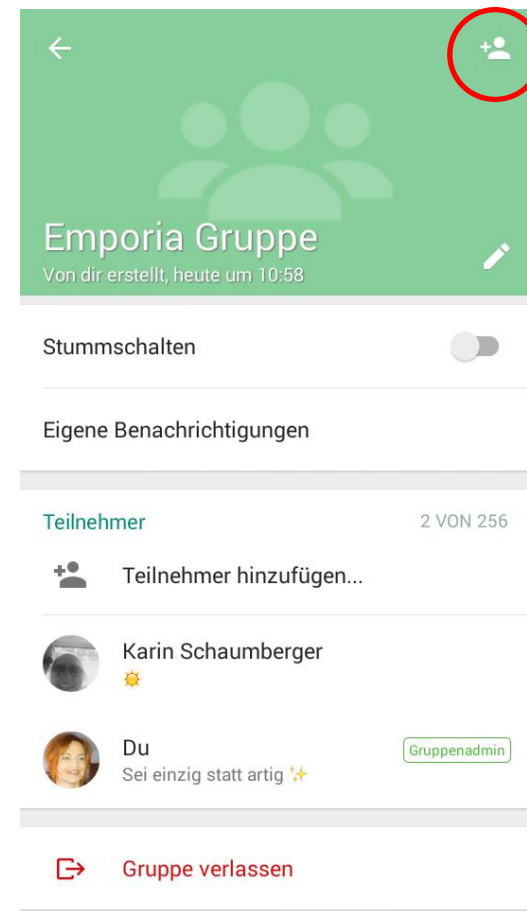 Emporia Gruppe
Von dir erstellt, heute um 10:58
Stummschalten
Eigene Benachrichtigungen
Teilnehmer 2 VON 256
Teilnehmer hinzufügen...
Karin Schaumberger
☀️
Du Gruppenadmin
Sei einzig statt artig ✨
Gruppe verlassen